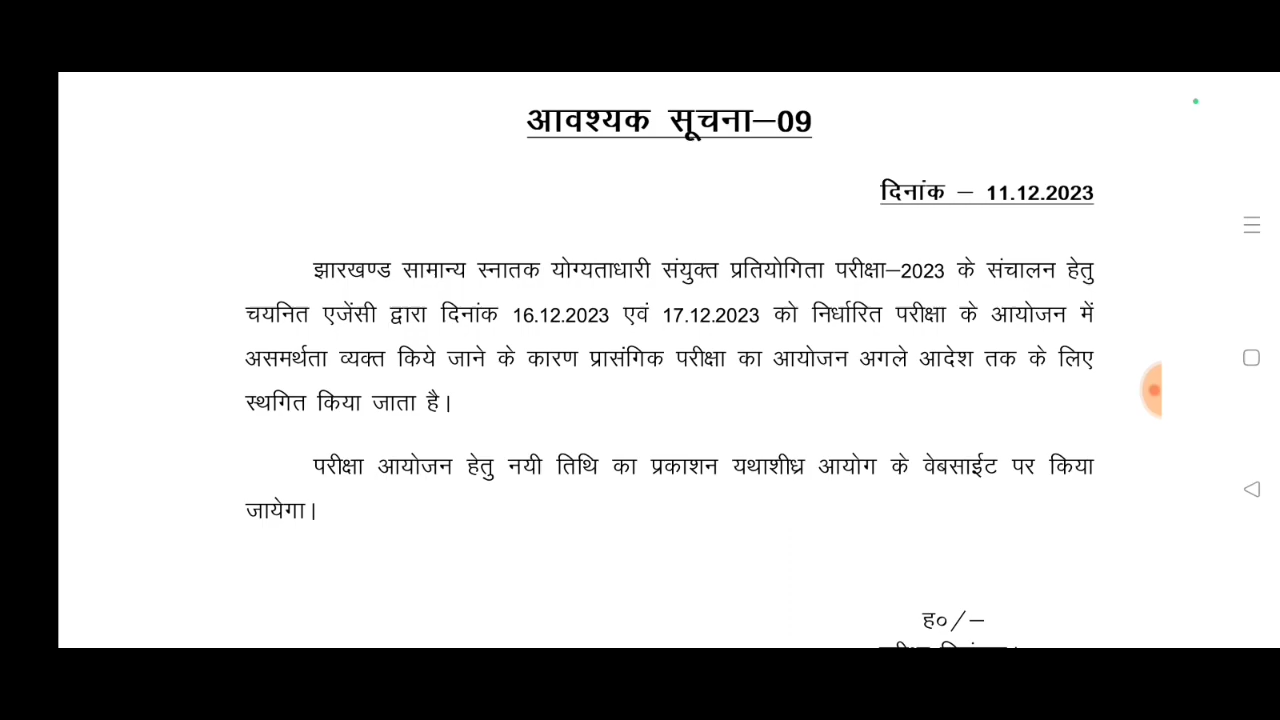 आवश्यक सूचना–09
दिनांक – 11.12.2023
झारखण्ड सामान्य स्नातक योग्यताधारी संयुक्त प्रतियोगिता परीक्षा–2023 के संचालन हेतु
चयनित एजेंसी द्वारा दिनांक 16.12.2023 एवं 17.12.2023 को निर्धारित परीक्षा के आयोजन में
असमर्थता व्यक्त किये जाने के कारण प्रासंगिक परीक्षा का आयोजन अगले आदेश तक के लिए
स्थगित किया जाता है।
परीक्षा आयोजन हेतु नयी तिथि का प्रकाशन यथाशीध्र आयोग के वेबसाईट पर किया
जायेगा।
ह०/–